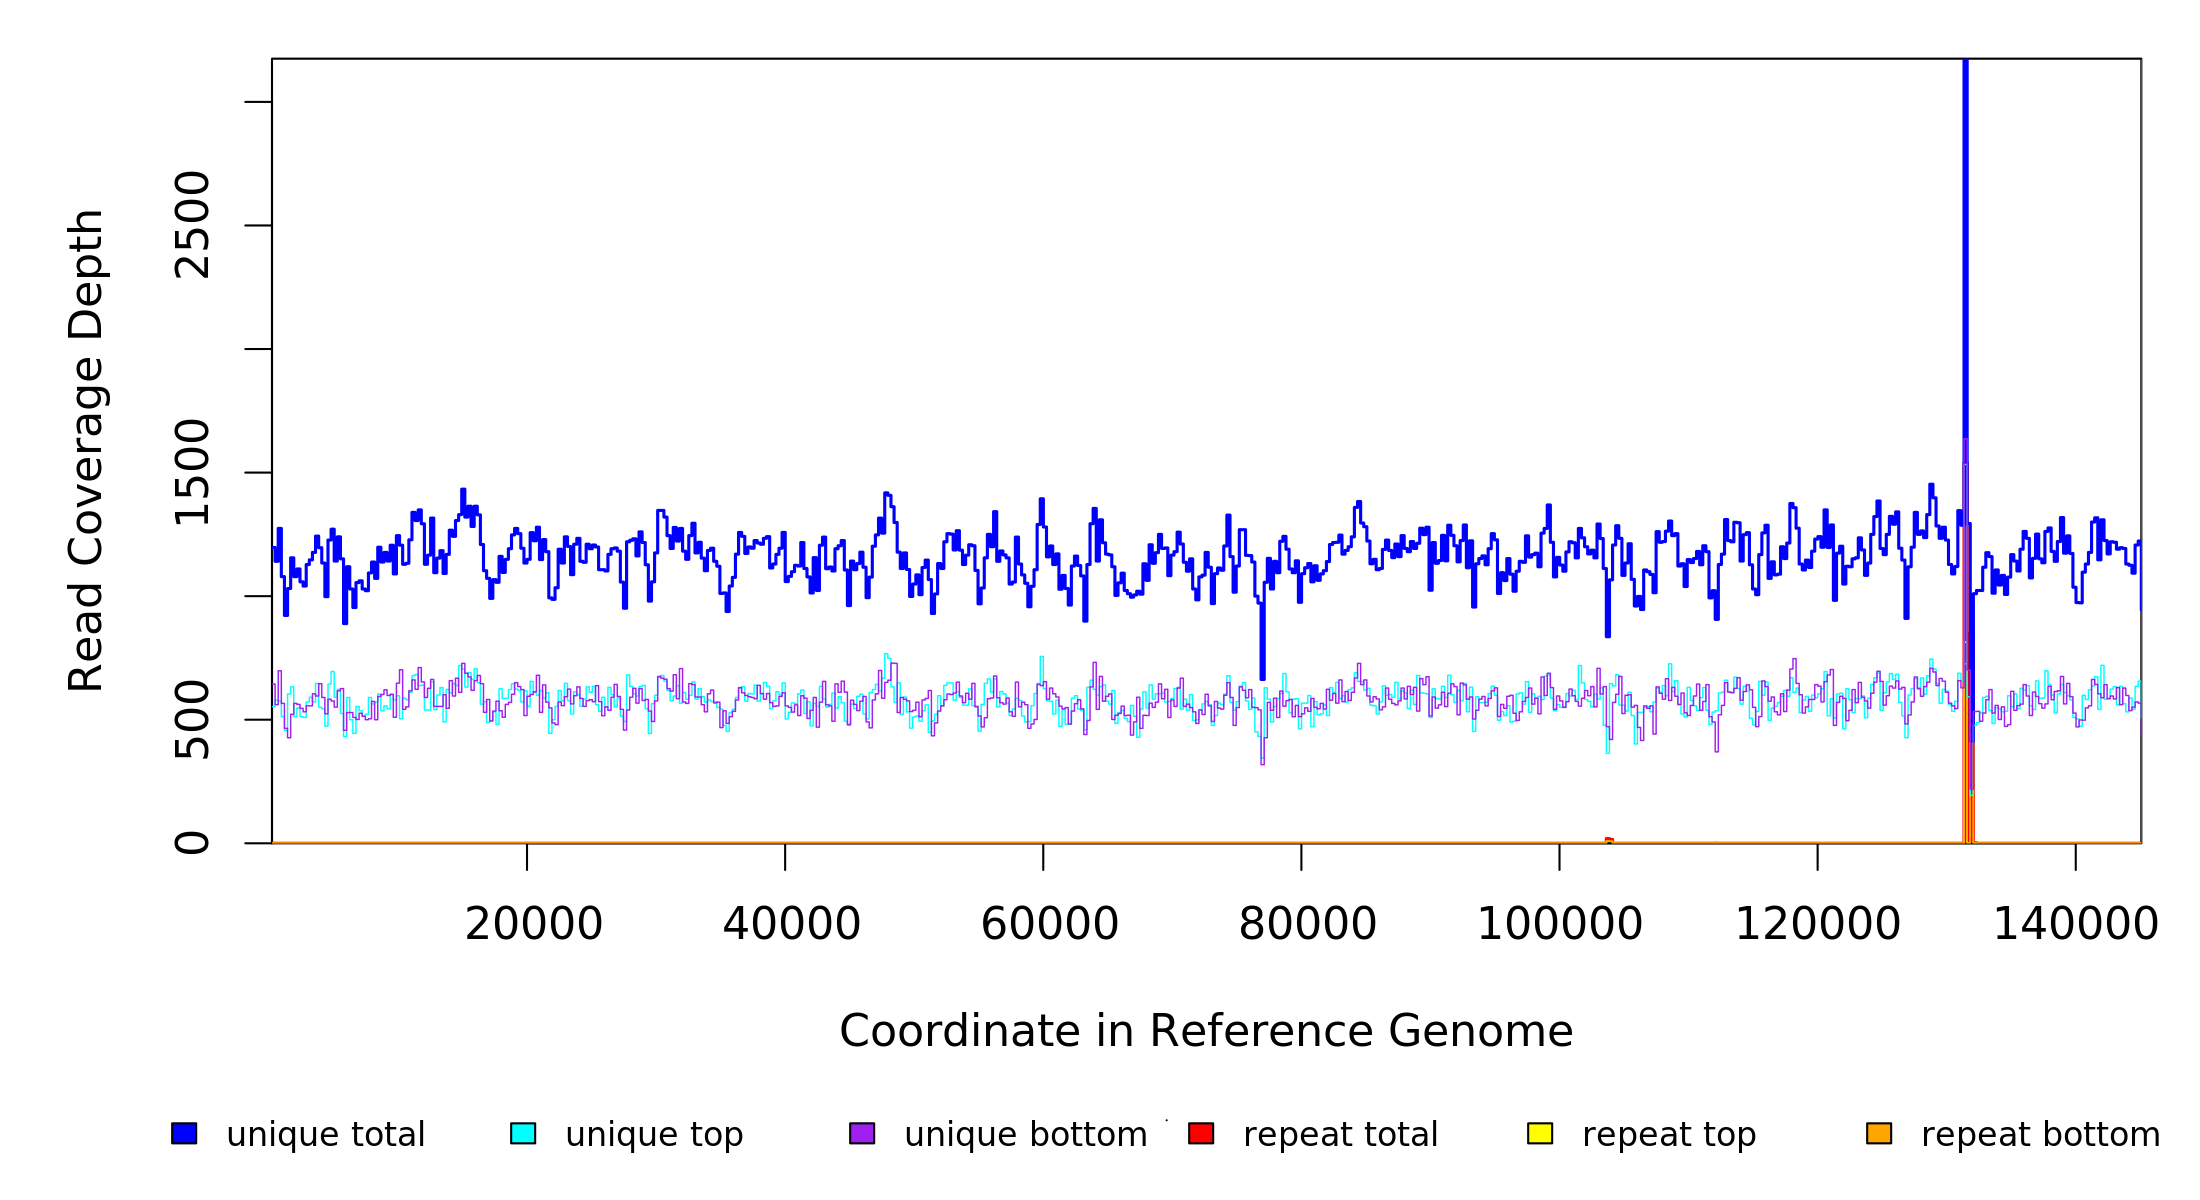 Read Coverage Depth
2500
1500
500
0
20000 40000 60000 80000 100000 120000 140000
Coordinate in Reference Genome
unique total unique top unique bottom repeat total repeat top repeat bottom